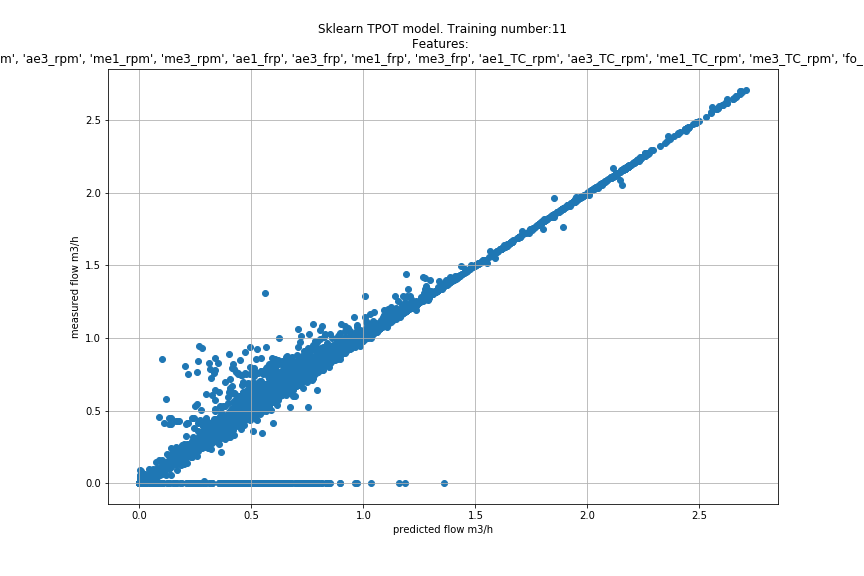 Sklearn TPOT model. Training number:11
Features:
m', 'ae3_rpm', 'me1_rpm', 'me3_rpm', 'ae1_frp', 'ae3_frp', 'me1_frp', 'me3_frp', 'ae1_TC_rpm', 'ae3_TC_rpm', 'me1_TC_rpm', 'me3_TC_rpm', 'fo_
measured flow m3/h
2.5
2.0
1.5
1.0
0.5
0.0
0.0 0.5 1.0 1.5 2.0 2.5
predicted flow m3/h